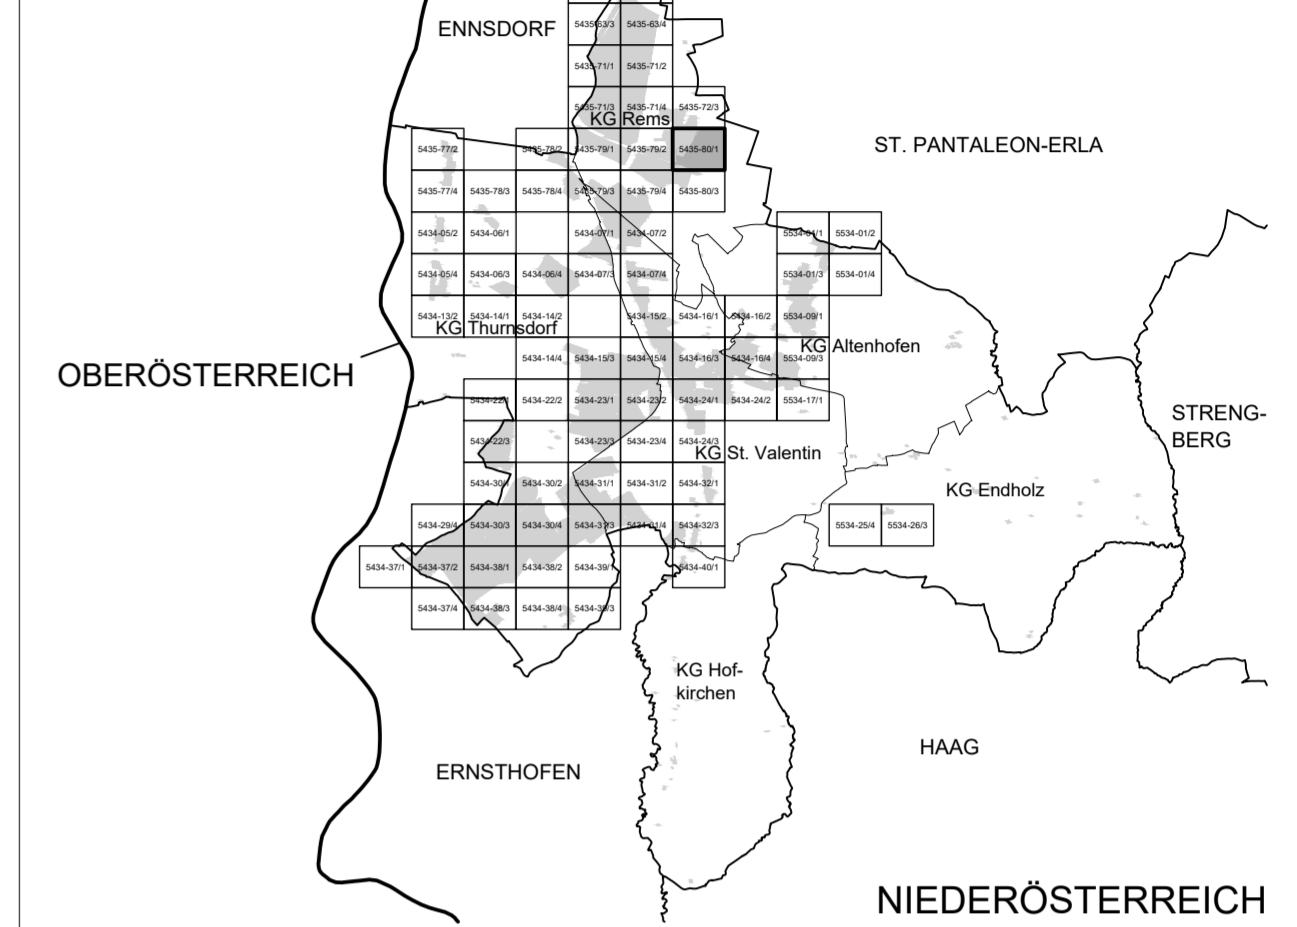 ENNSDORF
5435-63/3 5435-63/4
5435-71/1 5435-71/2
5435-71/3 5435-71/4 5435-72/3
KG Rems
ST. PANTALEON-ERLA
5435-77/2 5435-78/2 5435-79/1 5435-79/2 5435-80/1
5435-77/4 5435-78/3 5435-78/4 5435-79/3 5435-79/4 5435-80/3
5434-05/2 5434-06/1 5434-07/1 5434-07/2 5534-01/1 5534-01/2
5434-05/4 5434-06/3 5434-06/4 5434-07/3 5434-07/4 5534-01/3 5534-01/4
5434-13/2 5434-14/1 5434-14/2 5434-15/2 5434-16/1 5434-16/2 5534-09/1
KG Thurnsdorf
KG Altenhofen
5434-14/4 5434-15/3 5434-15/4 5434-16/3 5434-16/4 5534-09/3
OBERÖSTERREICH
5434-22/1 5434-22/2 5434-23/1 5434-23/2 5434-24/1 5434-24/2 5534-17/1
STRENG-
BERG
5434-22/3 5434-23/3 5434-23/4 5434-24/3
KG St. Valentin
5434-30/1 5434-30/2 5434-31/1 5434-31/2 5434-32/1
KG Endholz
5434-29/4 5434-30/3 5434-30/4 5434-31/3 5434-31/4 5434-32/3 5534-25/4 5534-26/3
5434-37/1 5434-37/2 5434-38/1 5434-38/2 5434-39/1 5434-40/1
5434-37/4 5434-38/3 5434-38/4 5434-39/3
KG Hof-
kirchen
HAAG
ERNSTHOFEN
NIEDERÖSTERREICH